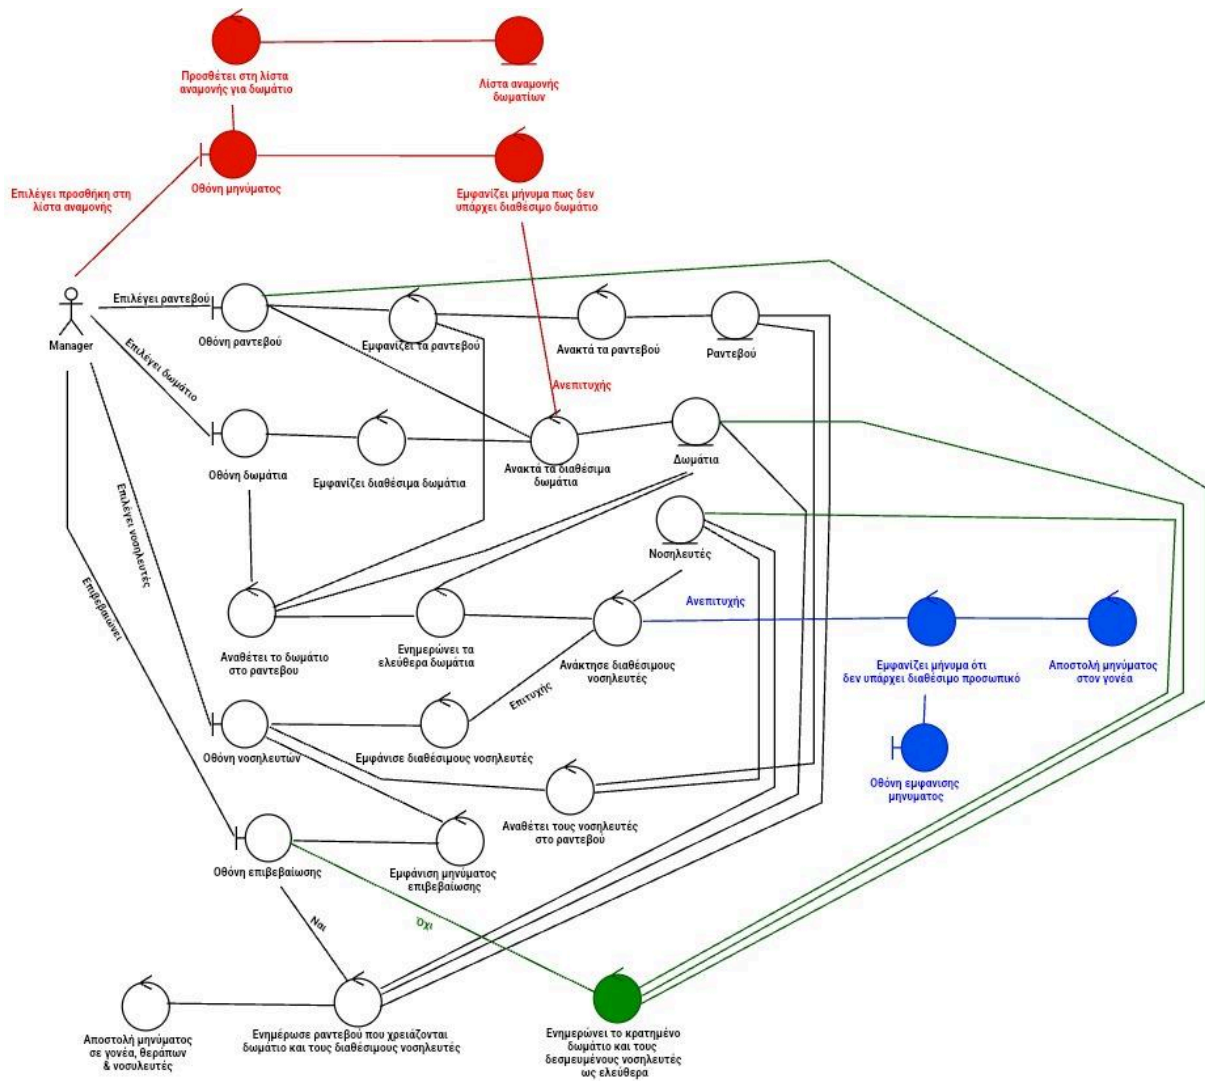 Προσθέτει στη λίστα
αναμονής για δωμάτιο
Λίστα αναμονής
δωματίων
Επιλέγει προσθήκη στη
λίστα αναμονής
Οθόνη μηνύματος
Εμφανίζει μήνυμα πως δεν
υπάρχει διαθέσιμο δωμάτιο
Manager
Επιλέγει ραντεβού
Οθόνη ραντεβού
Εμφανίζει τα ραντεβού
Ανακτά τα ραντεβού
Ραντεβού
Επιλέγει δωμάτιο
Ανεπιτυχής
Οθόνη δωμάτια
Εμφανίζει διαθέσιμα δωμάτια
Ανακτά τα διαθέσιμα
δωμάτια
Δωμάτια
Επιλέγει νοσηλευτές
Νοσηλευτές
Επιβεβαιώνει
Αναθέτει το δωμάτιο
στο ραντεβου
Ενημερώνει τα
ελεύθερα δωμάτια
Ανάκτησε διαθέσιμους
νοσηλευτές
Ανεπιτυχής
Εμφανίζει μήνυμα ότι
δεν υπάρχει διαθέσιμο προσωπικό
Αποστολή μηνύματος
στον γονέα
Επιτυχής
Οθόνη νοσηλευτών
Εμφάνισε διαθέσιμους νοσηλευτές
Οθόνη εμφανισης
μηνυματος
Αναθέτει τους νοσηλευτές
στο ραντεβού
Οθόνη επιβεβαίωσης
Εμφάνιση μηνύματος
επιβεβαίωσης
Ναι
Όχι
Αποστολή μηνύματος
σε γονέα, θεράπων
& νοσυλευτές
Ενημέρωσε ραντεβού που χρειάζονται
δωμάτιο και τους διαθέσιμους νοσηλευτές
Ενημερώνει το κρατημένο
δωμάτιο και τους
δεσμευμένους νοσηλευτές
ως ελεύθερα